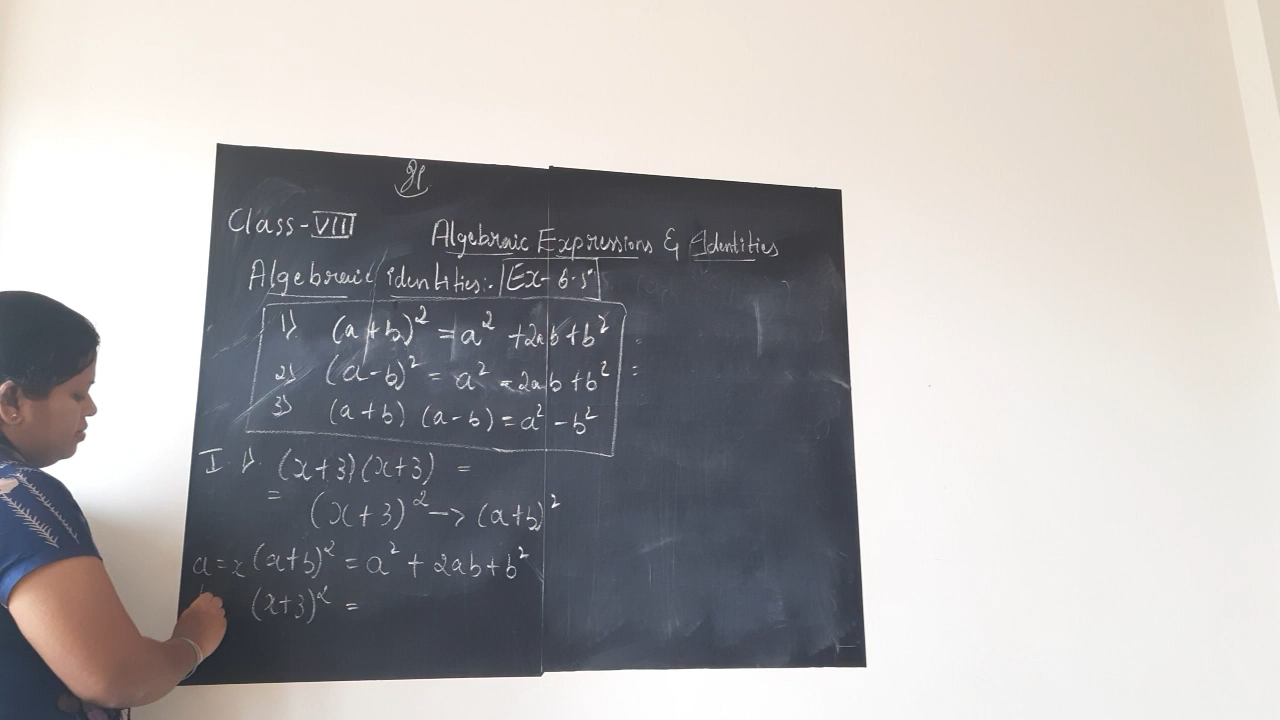 Class-VII
Algebraic Expressions & Identities
Algebraic identities:- Ex-6.5
1) (a+b)² = a² +2ab+b²
2) (a-b)² = a² -2ab+b²
3) (a+b) (a-b) = a² -b²
I. 1). (x+3)(x+3) =
= (x+3)² -> (a+b)²
a=x (a+b)² = a² + 2ab+b²
(x+3)² =